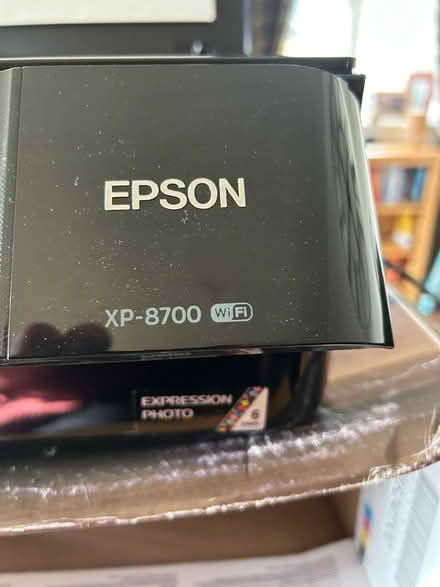 EPSON
XP-8700 WiFi
EXPRESSION
PHOTO
6